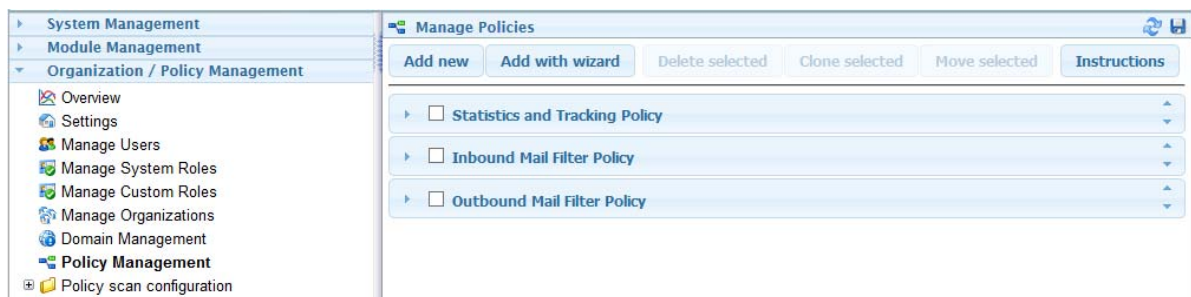 System Management
Module Management
Organization / Policy Management
Overview
Settings
Manage Users
Manage System Roles
Manage Custom Roles
Manage Organizations
Domain Management
Policy Management
Policy scan configuration
Manage Policies
Add new Add with wizard Delete selected Clone selected Move selected Instructions
Statistics and Tracking Policy
Inbound Mail Filter Policy
Outbound Mail Filter Policy